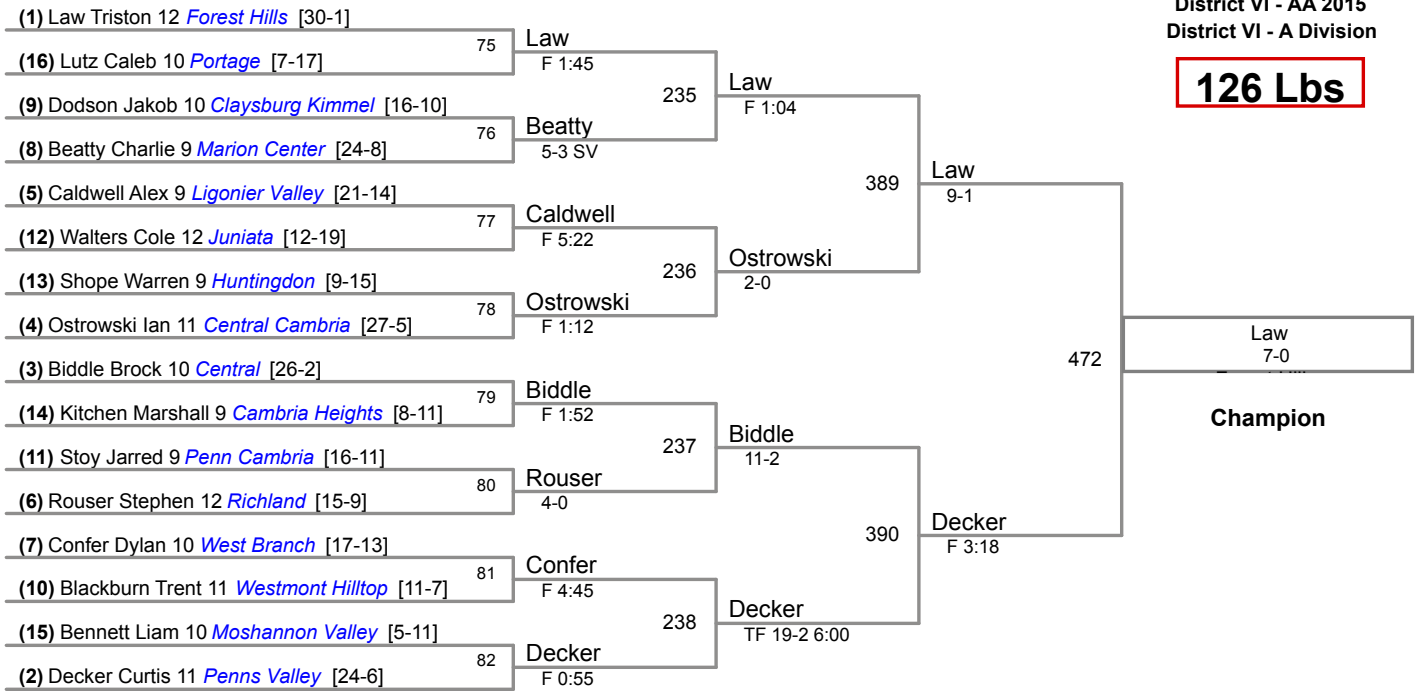 District VI - AA 2015
District VI - A Division
126 Lbs
(1) Law Triston 12 Forest Hills [30-1]
(16) Lutz Caleb 10 Portage [7-17]
(9) Dodson Jakob 10 Claysburg Kimmel [16-10]
(8) Beatty Charlie 9 Marion Center [24-8]
(5) Caldwell Alex 9 Ligonier Valley [21-14]
(12) Walters Cole 12 Juniata [12-19]
(13) Shope Warren 9 Huntingdon [9-15]
(4) Ostrowski Ian 11 Central Cambria [27-5]
(3) Biddle Brock 10 Central [26-2]
(14) Kitchen Marshall 9 Cambria Heights [8-11]
(11) Stoy Jarred 9 Penn Cambria [16-11]
(6) Rouser Stephen 12 Richland [15-9]
(7) Confer Dylan 10 West Branch [17-13]
(10) Blackburn Trent 11 Westmont Hilltop [11-7]
(15) Bennett Liam 10 Moshannon Valley [5-11]
(2) Decker Curtis 11 Penns Valley [24-6]
75
Law
F 1:45
76
Beatty
5-3 SV
77
Caldwell
F 5:22
78
Ostrowski
F 1:12
79
Biddle
F 1:52
80
Rouser
4-0
81
Confer
F 4:45
82
Decker
F 0:55
235
Law
F 1:04
236
Ostrowski
2-0
237
Biddle
11-2
238
Decker
TF 19-2 6:00
389
Law
9-1
390
Decker
F 3:18
472
Law
7-0
Champion